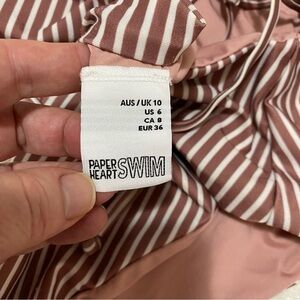 AUS / UK 10
US 6
CA 8
EUR 36
PAPER
HEART SWIM